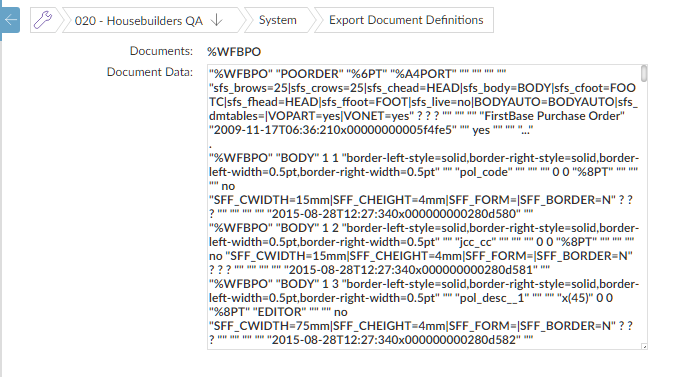 020 - Housebuilders QA System Export Document Definitions
Documents: %WFBPO
Document Data:
"%WFBPO" "POORDER" "%6PT" "%A4PORT" "" "" "" ""
"sfs_brows=25|sfs_crows=25|sfs_chead=HEAD|sfs_body=BODY|sfs_cfoot=FOO
TC|sfs_fhead=HEAD|sfs_ffoot=FOOT|sfs_live=no|BODYAUTO=BODYAUTO|sfs_
dmtables=|VOPART=yes|VONET=yes" ? ? ? "" "" "" "" "FirstBase Purchase Order"
"2009-11-17T06:36:210x00000000005f4fe5" "" yes "" "" "..."
.
"%WFBPO" "BODY" 1 1 "border-left-style=solid,border-right-style=solid,border-
left-width=0.5pt,border-right-width=0.5pt" "" "pol_code" "" "" "" 0 0 "%8PT" "" ""
"" no
"SFF_CWIDTH=15mm|SFF_CHEIGHT=4mm|SFF_FORM=|SFF_BORDER=N" ? ?
? "" "" "" "" "" "2015-08-28T12:27:340x000000000280d580" ""
"%WFBPO" "BODY" 1 2 "border-left-style=solid,border-right-style=solid,border-
left-width=0.5pt,border-right-width=0.5pt" "" "jcc_cc" "" "" "" 0 0 "%8PT" "" "" ""
no "SFF_CWIDTH=15mm|SFF_CHEIGHT=4mm|SFF_FORM=|SFF_BORDER=N"
? ? ? "" "" "" "" "" "2015-08-28T12:27:340x000000000280d581" ""
"%WFBPO" "BODY" 1 3 "border-left-style=solid,border-right-style=solid,border-
left-width=0.5pt,border-right-width=0.5pt" "" "pol_desc__1" "" "" "x(45)" 0 0
"%8PT" "EDITOR" "" "" no
"SFF_CWIDTH=75mm|SFF_CHEIGHT=4mm|SFF_FORM=|SFF_BORDER=N" ? ?
? "" "" "" "" "" "2015-08-28T12:27:340x000000000280d582" ""